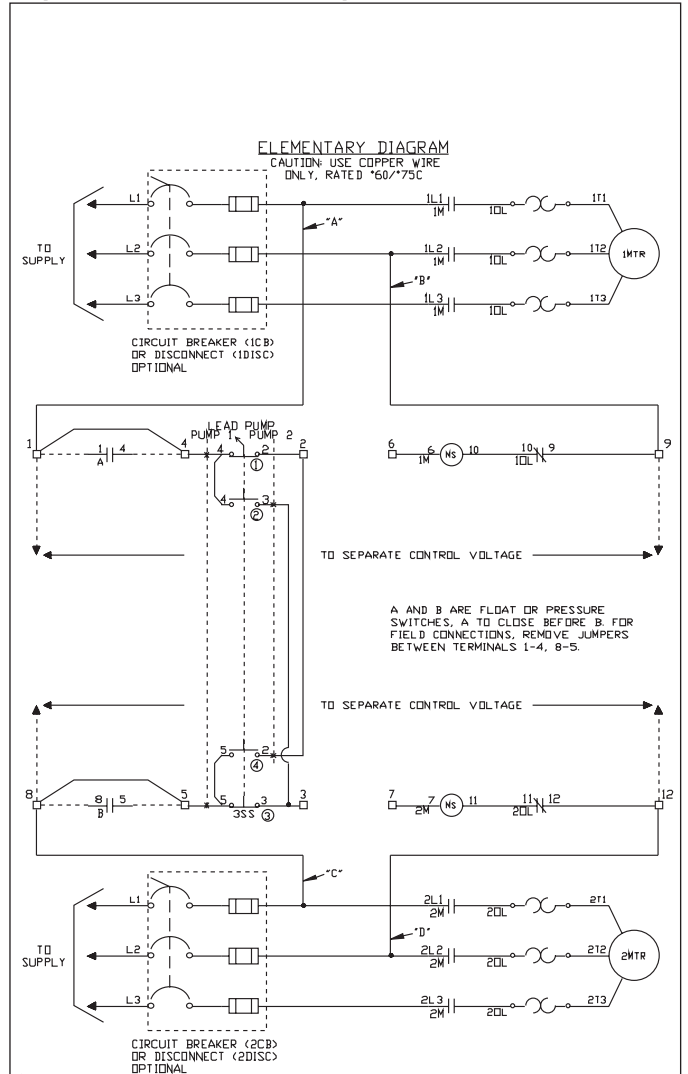 ELEMENTARY DIAGRAM
CAUTION: USE COPPER WIRE
ONLY, RATED °60/°75C
L1 1L1 1M 1OL 1T1
"A"
TO SUPPLY
L2 1L2 1M 1OL 1T2 1MTR
"B"
L3 1L3 1M 1OL 1T3
CIRCUIT BREAKER (1CB)
OR DISCONNECT (1DISC)
OPTIONAL
LEAD PUMP
PUMP 1 PUMP 2
1 1 4 A 4 4 2 2 6 6 1M NS 10 10 9 1OL 9
①
4 3
②
TO SEPARATE CONTROL VOLTAGE
A AND B ARE FLOAT OR PRESSURE
SWITCHES, A TO CLOSE BEFORE B. FOR
FIELD CONNECTIONS, REMOVE JUMPERS
BETWEEN TERMINALS 1-4, 8-5.
TO SEPARATE CONTROL VOLTAGE
5 2
④
8 8 5 B 5 5 3 3 7 7 2M NS 11 11 12 2OL 12
3SS ③
"C"
L1 2L1 2M 2OL 2T1
"D"
TO SUPPLY
L2 2L2 2M 2OL 2T2 2MTR
L3 2L3 2M 2OL 2T3
CIRCUIT BREAKER (2CB)
OR DISCONNECT (2DISC)
OPTIONAL